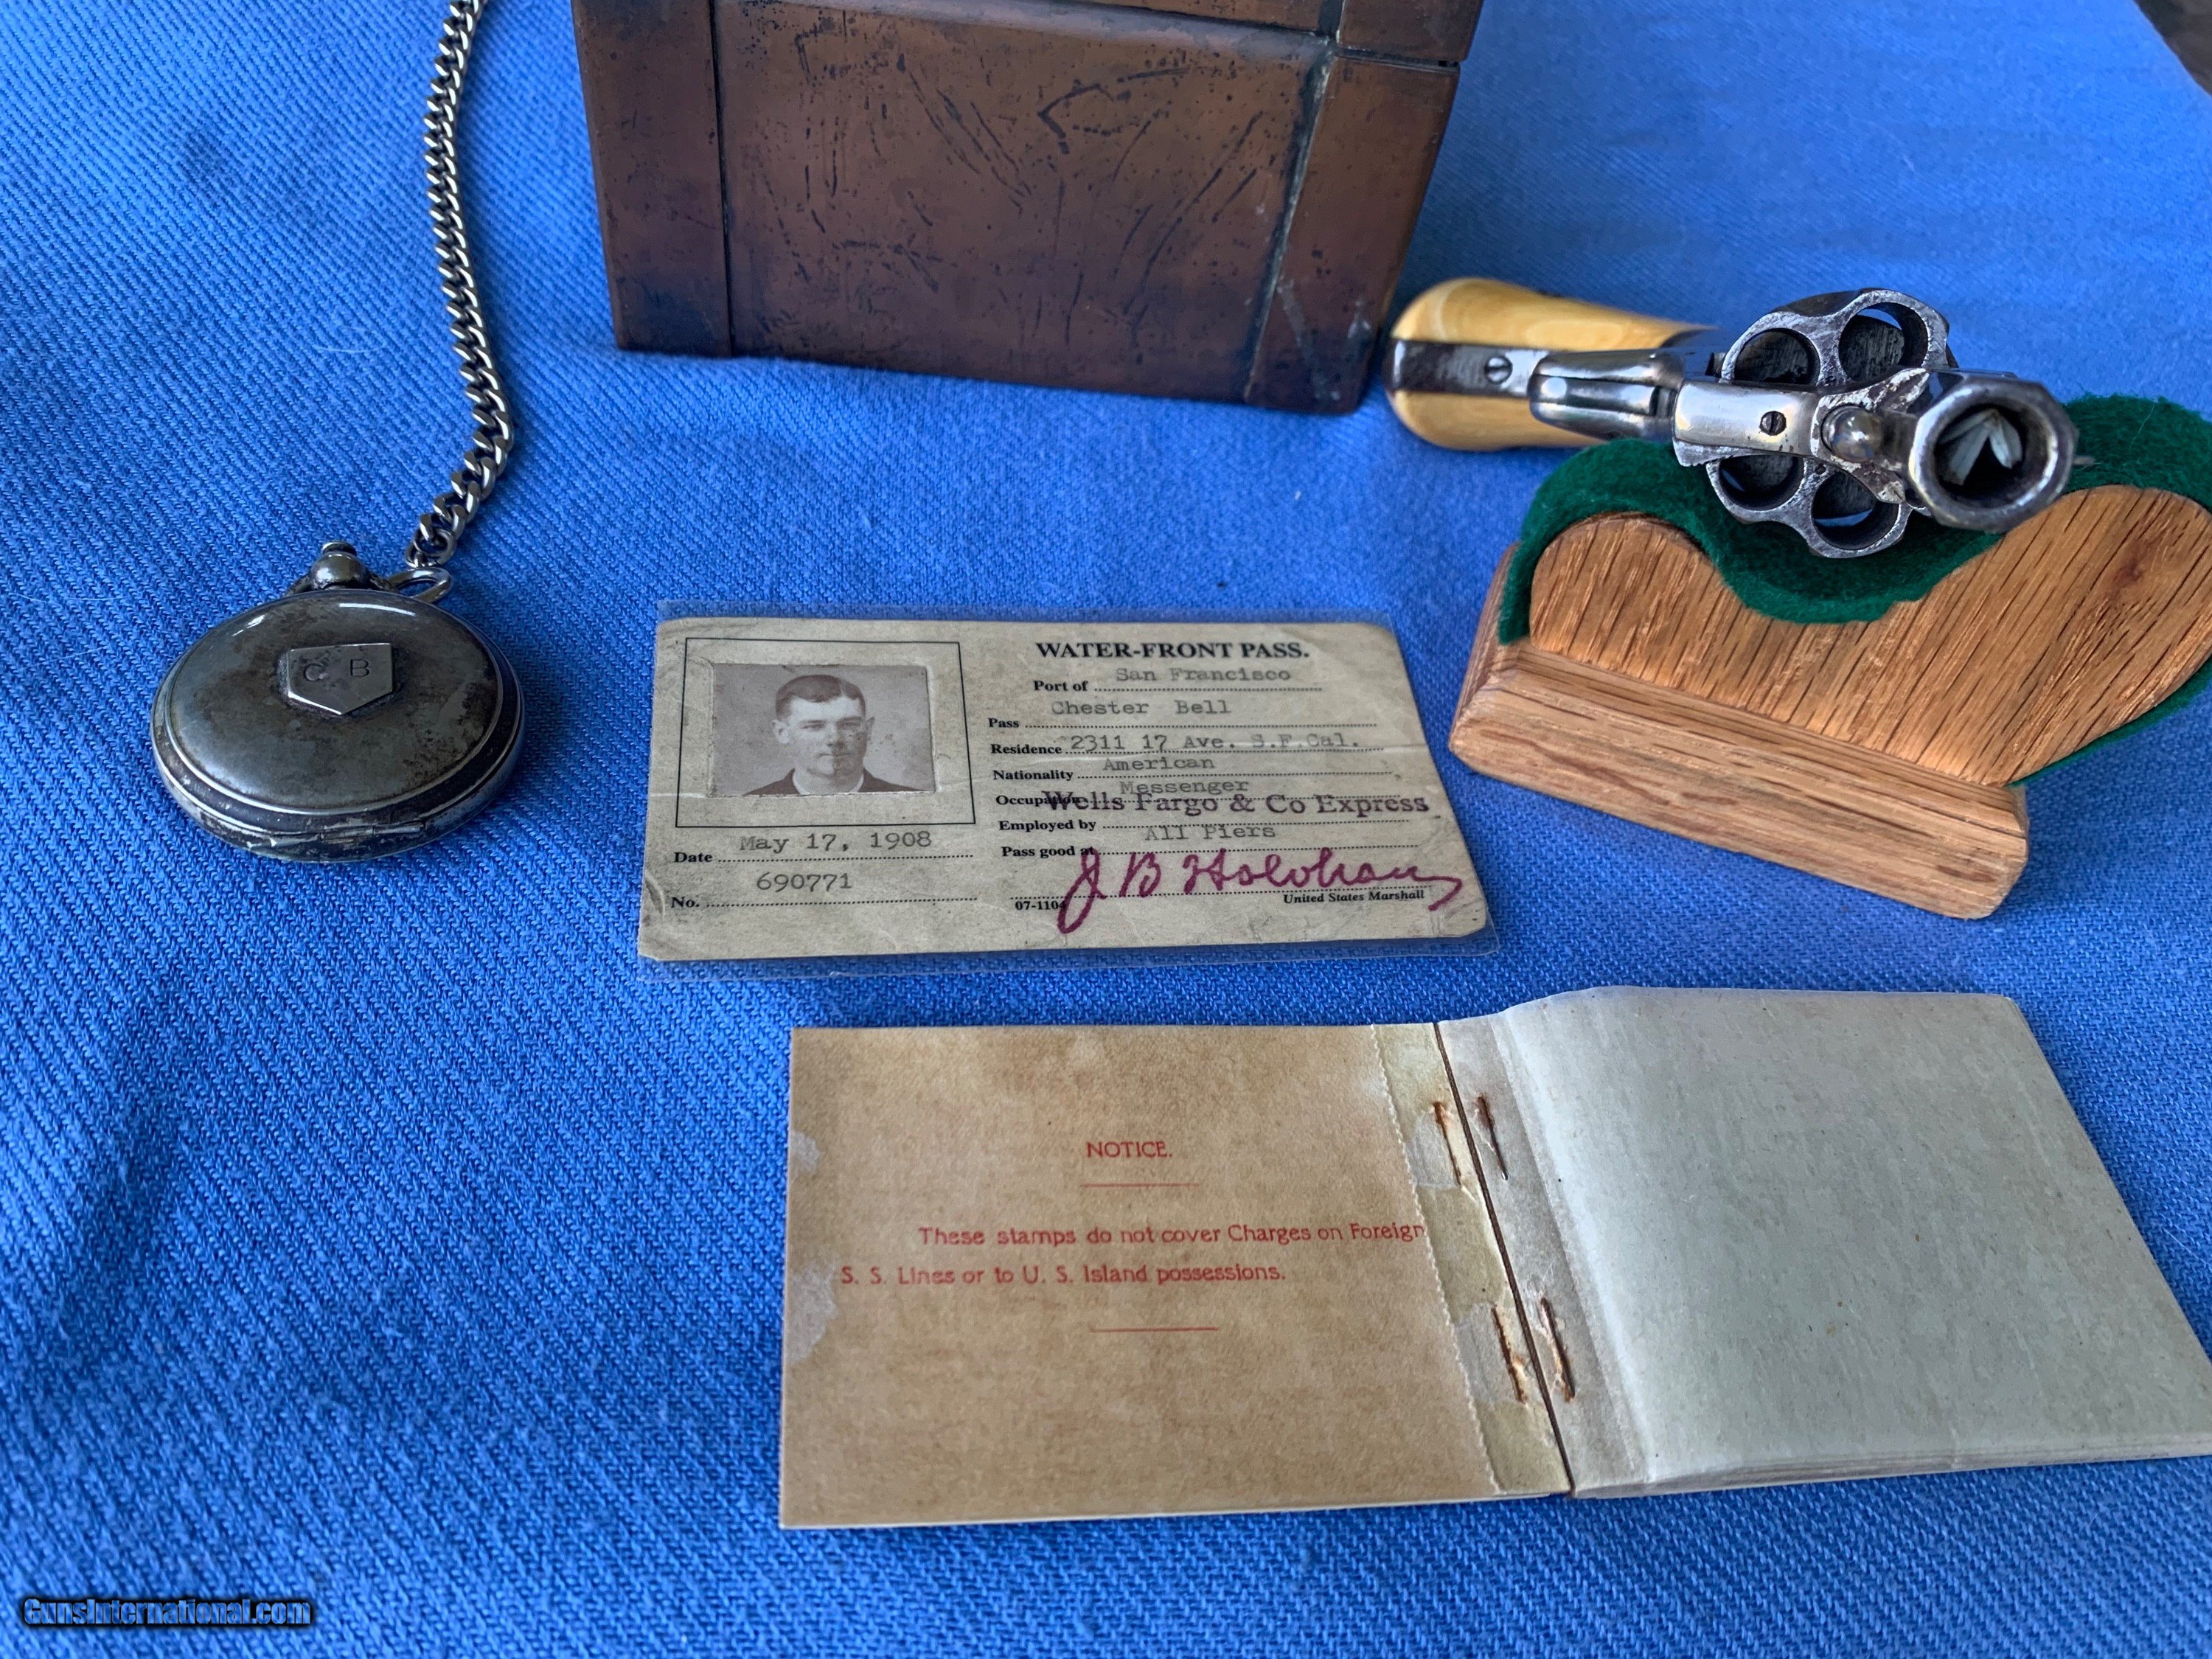 C B
WATER-FRONT PASS.
Port of San Francisco
Pass Chester Bell
Residence 2311 17 Ave. S.F.Cal.
Nationality American
Occupation Messenger
Wells Fargo & Co Express
Employed by
Pass good at All Piers
J B Holohan
07-1104 United States Marshall
Date May 17, 1908
No. 690771
NOTICE.
These stamps do not cover Charges on Foreign
S. S. Lines or to U. S. Island possessions.
GunsInternational.com